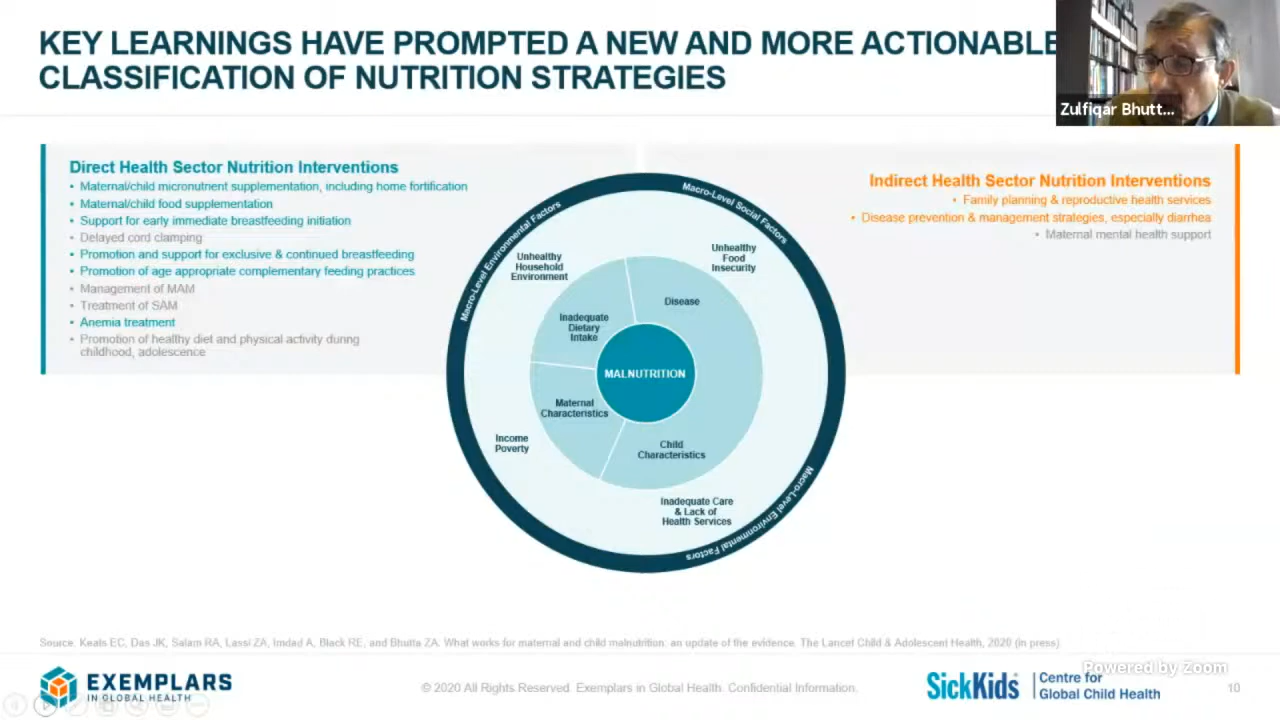 KEY LEARNINGS HAVE PROMPTED A NEW AND MORE ACTIONABLE
CLASSIFICATION OF NUTRITION STRATEGIES
Zulfiqar Bhutt...
Direct Health Sector Nutrition Interventions
• Maternal/child micronutrient supplementation, including home fortification
• Maternal/child food supplementation
• Support for early immediate breastfeeding initiation
• Delayed cord clamping
• Promotion and support for exclusive & continued breastfeeding
• Promotion of age appropriate complementary feeding practices
• Management of MAM
• Treatment of SAM
• Anemia treatment
• Promotion of healthy diet and physical activity during
childhood, adolescence
Indirect Health Sector Nutrition Interventions
• Family planning & reproductive health services
• Disease prevention & management strategies, especially diarrhea
• Maternal mental health support
Macro-Level Environmental Factors
Macro-Level Social Factors
Unhealthy
Household
Environment
Unhealthy
Food
Insecurity
Inadequate
Dietary
Intake
Disease
MALNUTRITION
Maternal
Characteristics
Child
Characteristics
Income
Poverty
Inadequate Care
& Lack of
Health Services
Macro-Level Environmental Factors
Source: Keats EC, Das JK, Salam RA, Lassi ZA, Imdad A, Black RE, and Bhutta ZA. What works for maternal and child malnutrition: an update of the evidence. The Lancet Child & Adolescent Health, 2020 (in press)
Powered by Zoom
EXEMPLARS
IN GLOBAL HEALTH
© 2020 All Rights Reserved. Exemplars in Global Health. Confidential Information.
SickKids
Centre for
Global Child Health
10